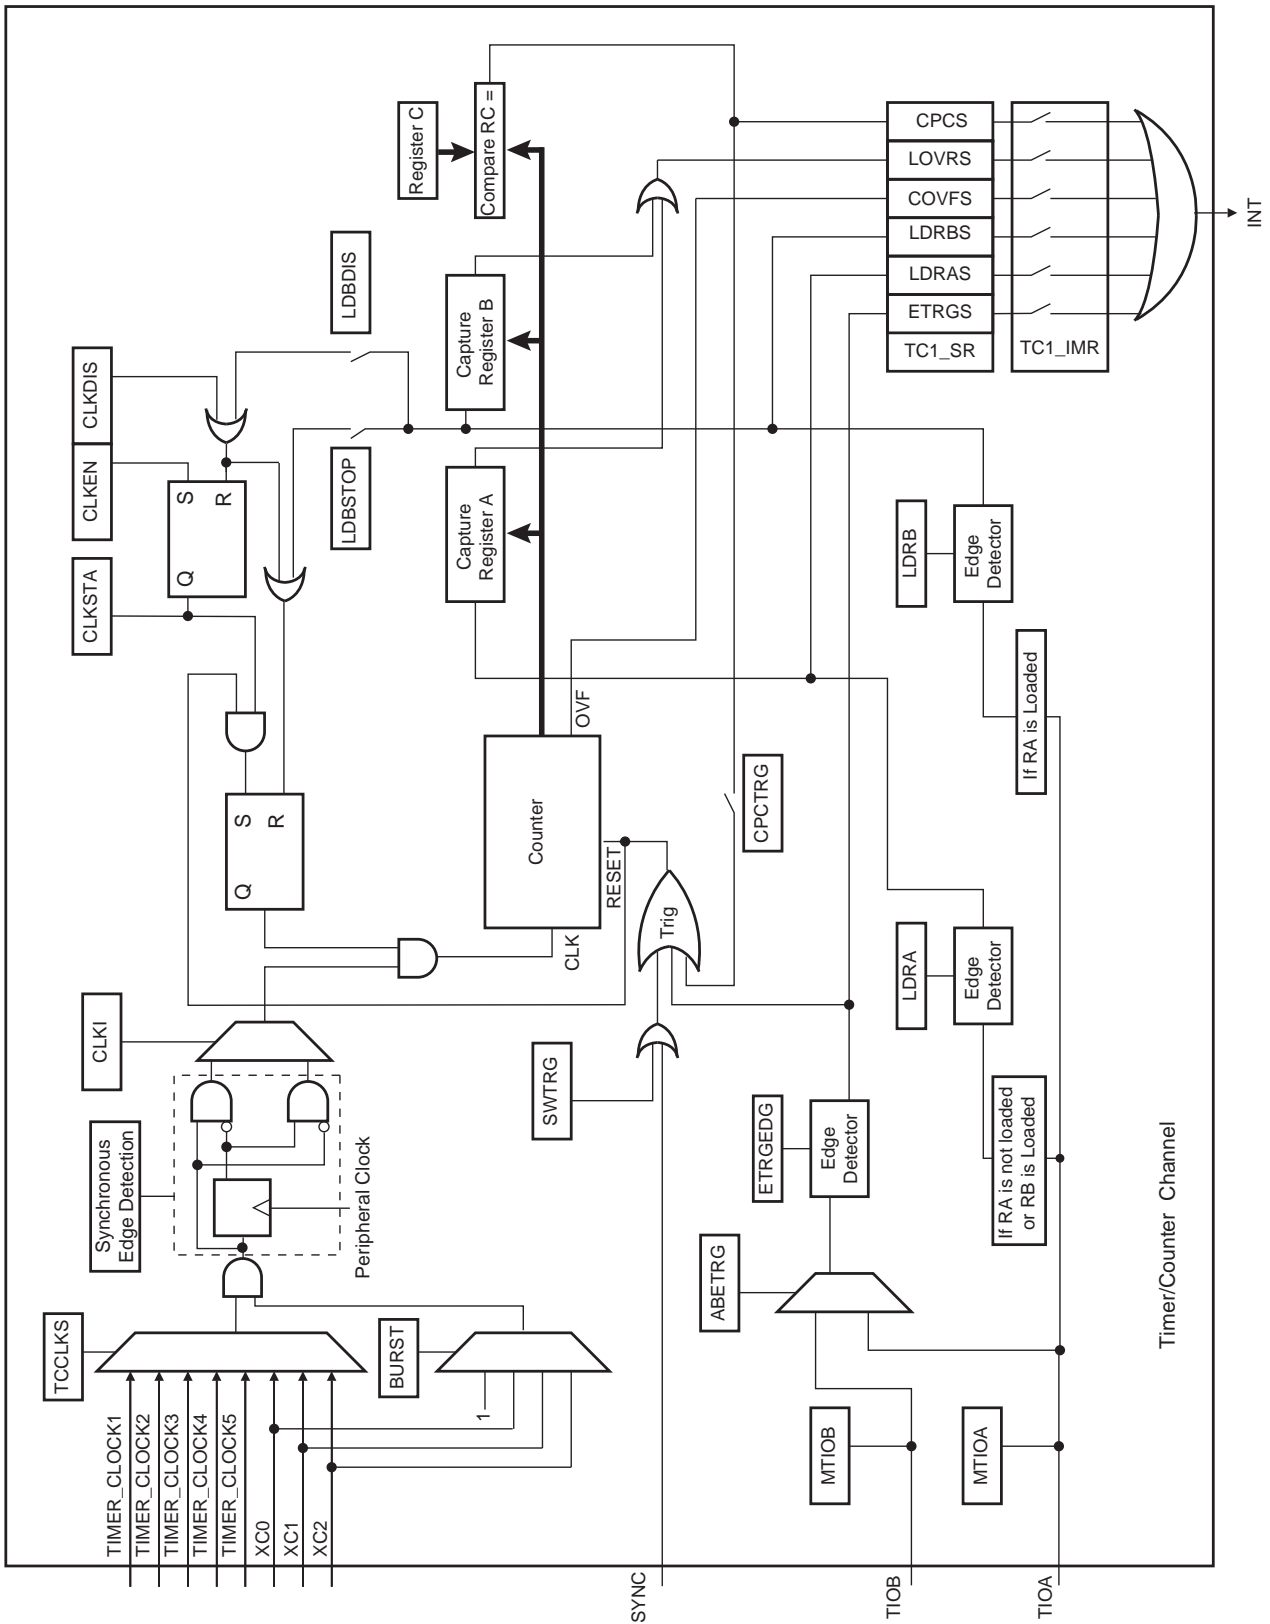 TCCLKS
TIMER_CLOCK1
TIMER_CLOCK2
TIMER_CLOCK3
TIMER_CLOCK4
TIMER_CLOCK5
XC0
XC1
XC2
BURST
1
Synchronous
Edge Detection
Peripheral Clock
CLKI
CLKSTA
CLKEN
CLKDIS
Q
S
R
Q
S
R
LDBSTOP
LDBDIS
Register C
Compare RC =
Capture
Register A
Capture
Register B
Counter
CLK
OVF
RESET
SWTRG
Trig
CPCTRG
SYNC
MTIOB
TIOB
MTIOA
TIOA
ABETRG
ETRGEDG
Edge
Detector
LDRA
Edge
Detector
If RA is not loaded
or RB is Loaded
LDRB
Edge
Detector
If RA is Loaded
CPCS
LOVRS
COVFS
LDRBS
LDRAS
ETRGS
TC1_SR
TC1_IMR
INT
Timer/Counter Channel